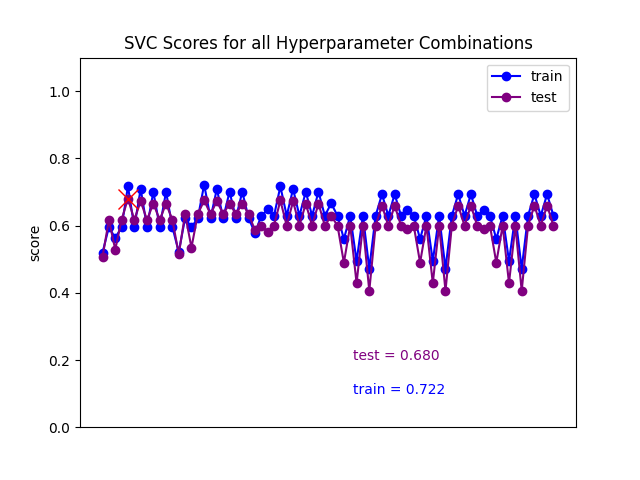 SVC Scores for all Hyperparameter Combinations
train
test
1.0
0.8
0.6
0.4
0.2
0.0
score
test = 0.680
train = 0.722